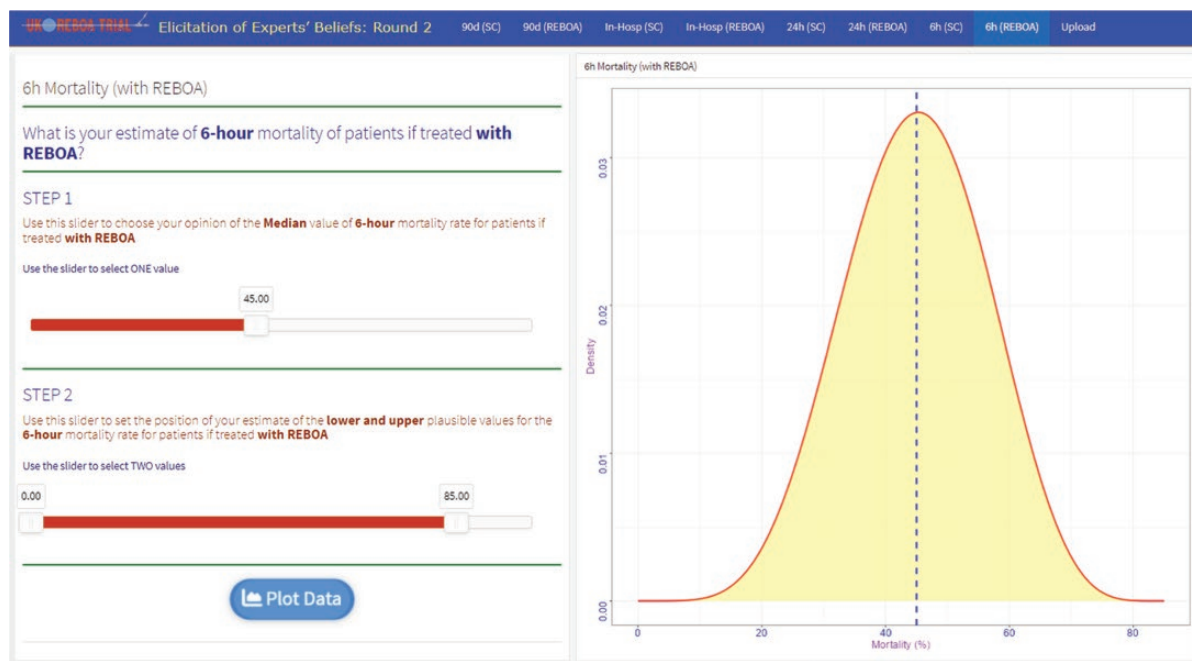 UK REBOA TRIAL Elicitation of Experts' Beliefs: Round 2 90d (SC) 90d (REBOA) In-Hosp (SC) In-Hosp (REBOA) 24h (SC) 24h (REBOA) 6h (SC) 6h (REBOA) Upload
6h Mortality (with REBOA)
What is your estimate of 6-hour mortality of patients if treated with
REBOA?
STEP 1
Use this slider to choose your opinion of the Median value of 6-hour mortality rate for patients if
treated with REBOA
Use the slider to select ONE value
45.00
STEP 2
Use this slider to set the position of your estimate of the lower and upper plausible values for the
6-hour mortality rate for patients if treated with REBOA
Use the slider to select TWO values
0.00 85.00
Plot Data
6h Mortality (with REBOA)
0.03
0.02
Density
0.01
0.00
0 20 40 60 80
Mortality (%)